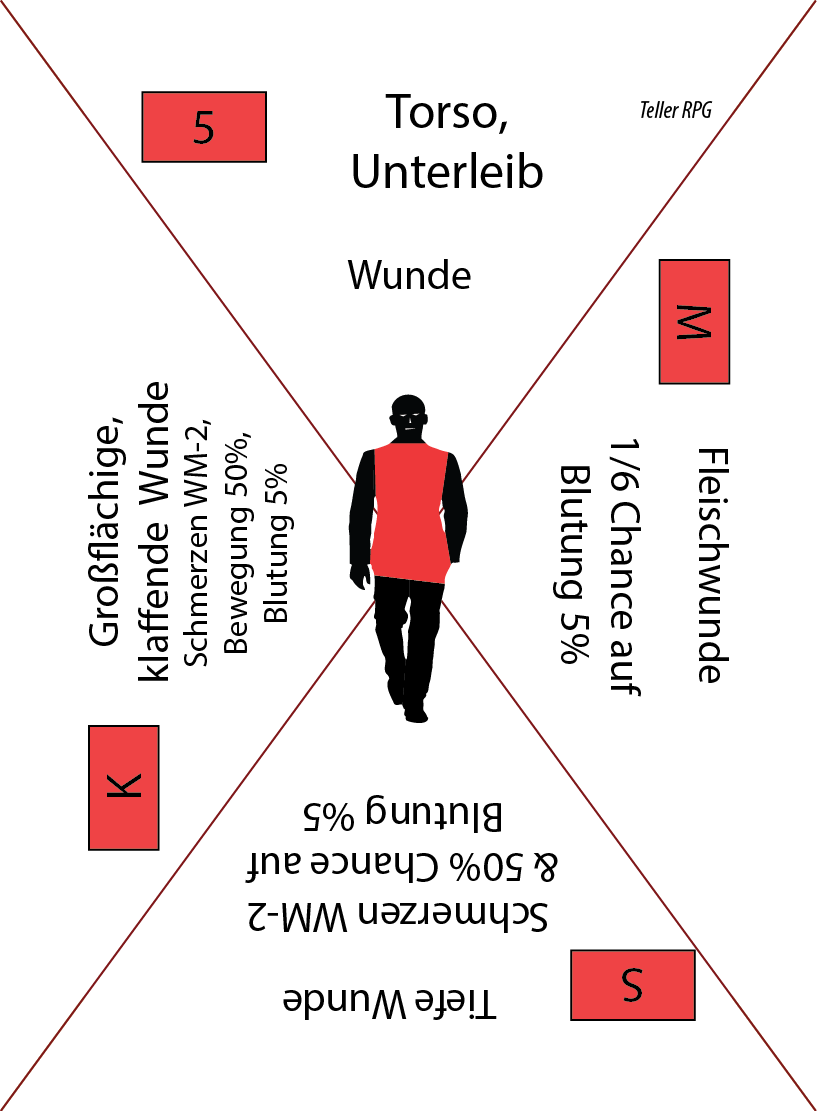 5
Torso,
Unterleib
Teller RPG
Wunde
M
Fleischwunde
1/6 Chance auf
Blutung 5%
S
Tiefe Wunde
Schmerzen WM-2
& 50% Chance auf
Blutung %5
K
Großflächige,
klaffende Wunde
Schmerzen WM-2,
Bewegung 50%,
Blutung 5%